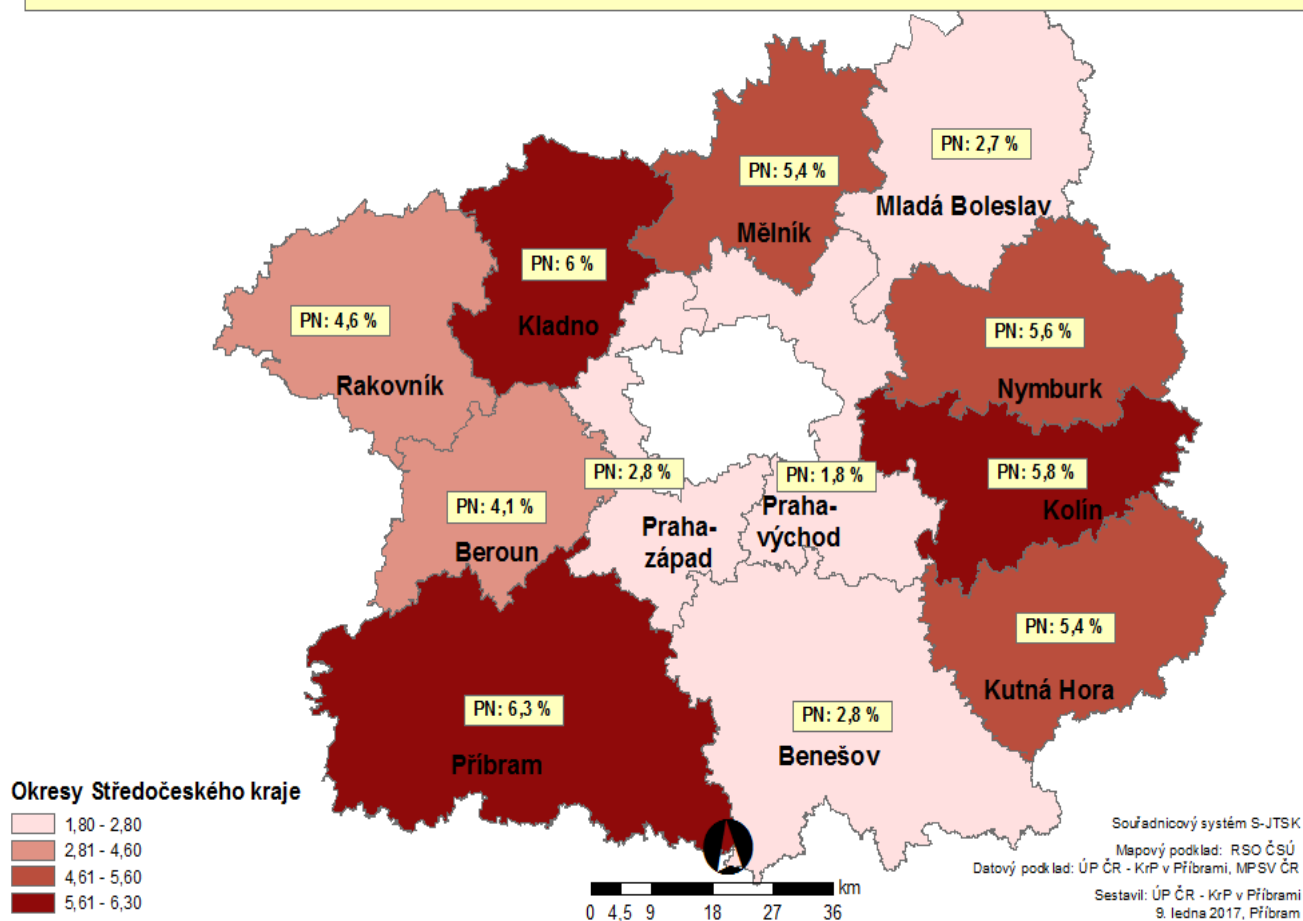 PN: 2,7 %
Mladá Boleslav
PN: 5,4 %
Mělník
PN: 6 %
Kladno
PN: 4,6 %
Rakovník
PN: 5,6 %
Nymburk
PN: 2,8 %
Praha-
západ
PN: 1,8 %
Praha-
východ
PN: 5,8 %
Kolín
PN: 4,1 %
Beroun
PN: 5,4 %
Kutná Hora
PN: 6,3 %
Příbram
PN: 2,8 %
Benešov
Okresy Středočeského kraje
1,80 - 2,80
2,81 - 4,60
4,61 - 5,60
5,61 - 6,30
km
0 4,5 9 18 27 36
Souřadnicový systém S-JTSK
Mapový podklad: RSO ČSÚ
Datový podklad: ÚP ČR - KrP v Příbrami, MPSV ČR
Sestavil: ÚP ČR - KrP v Příbrami
9. ledna 2017, Příbram